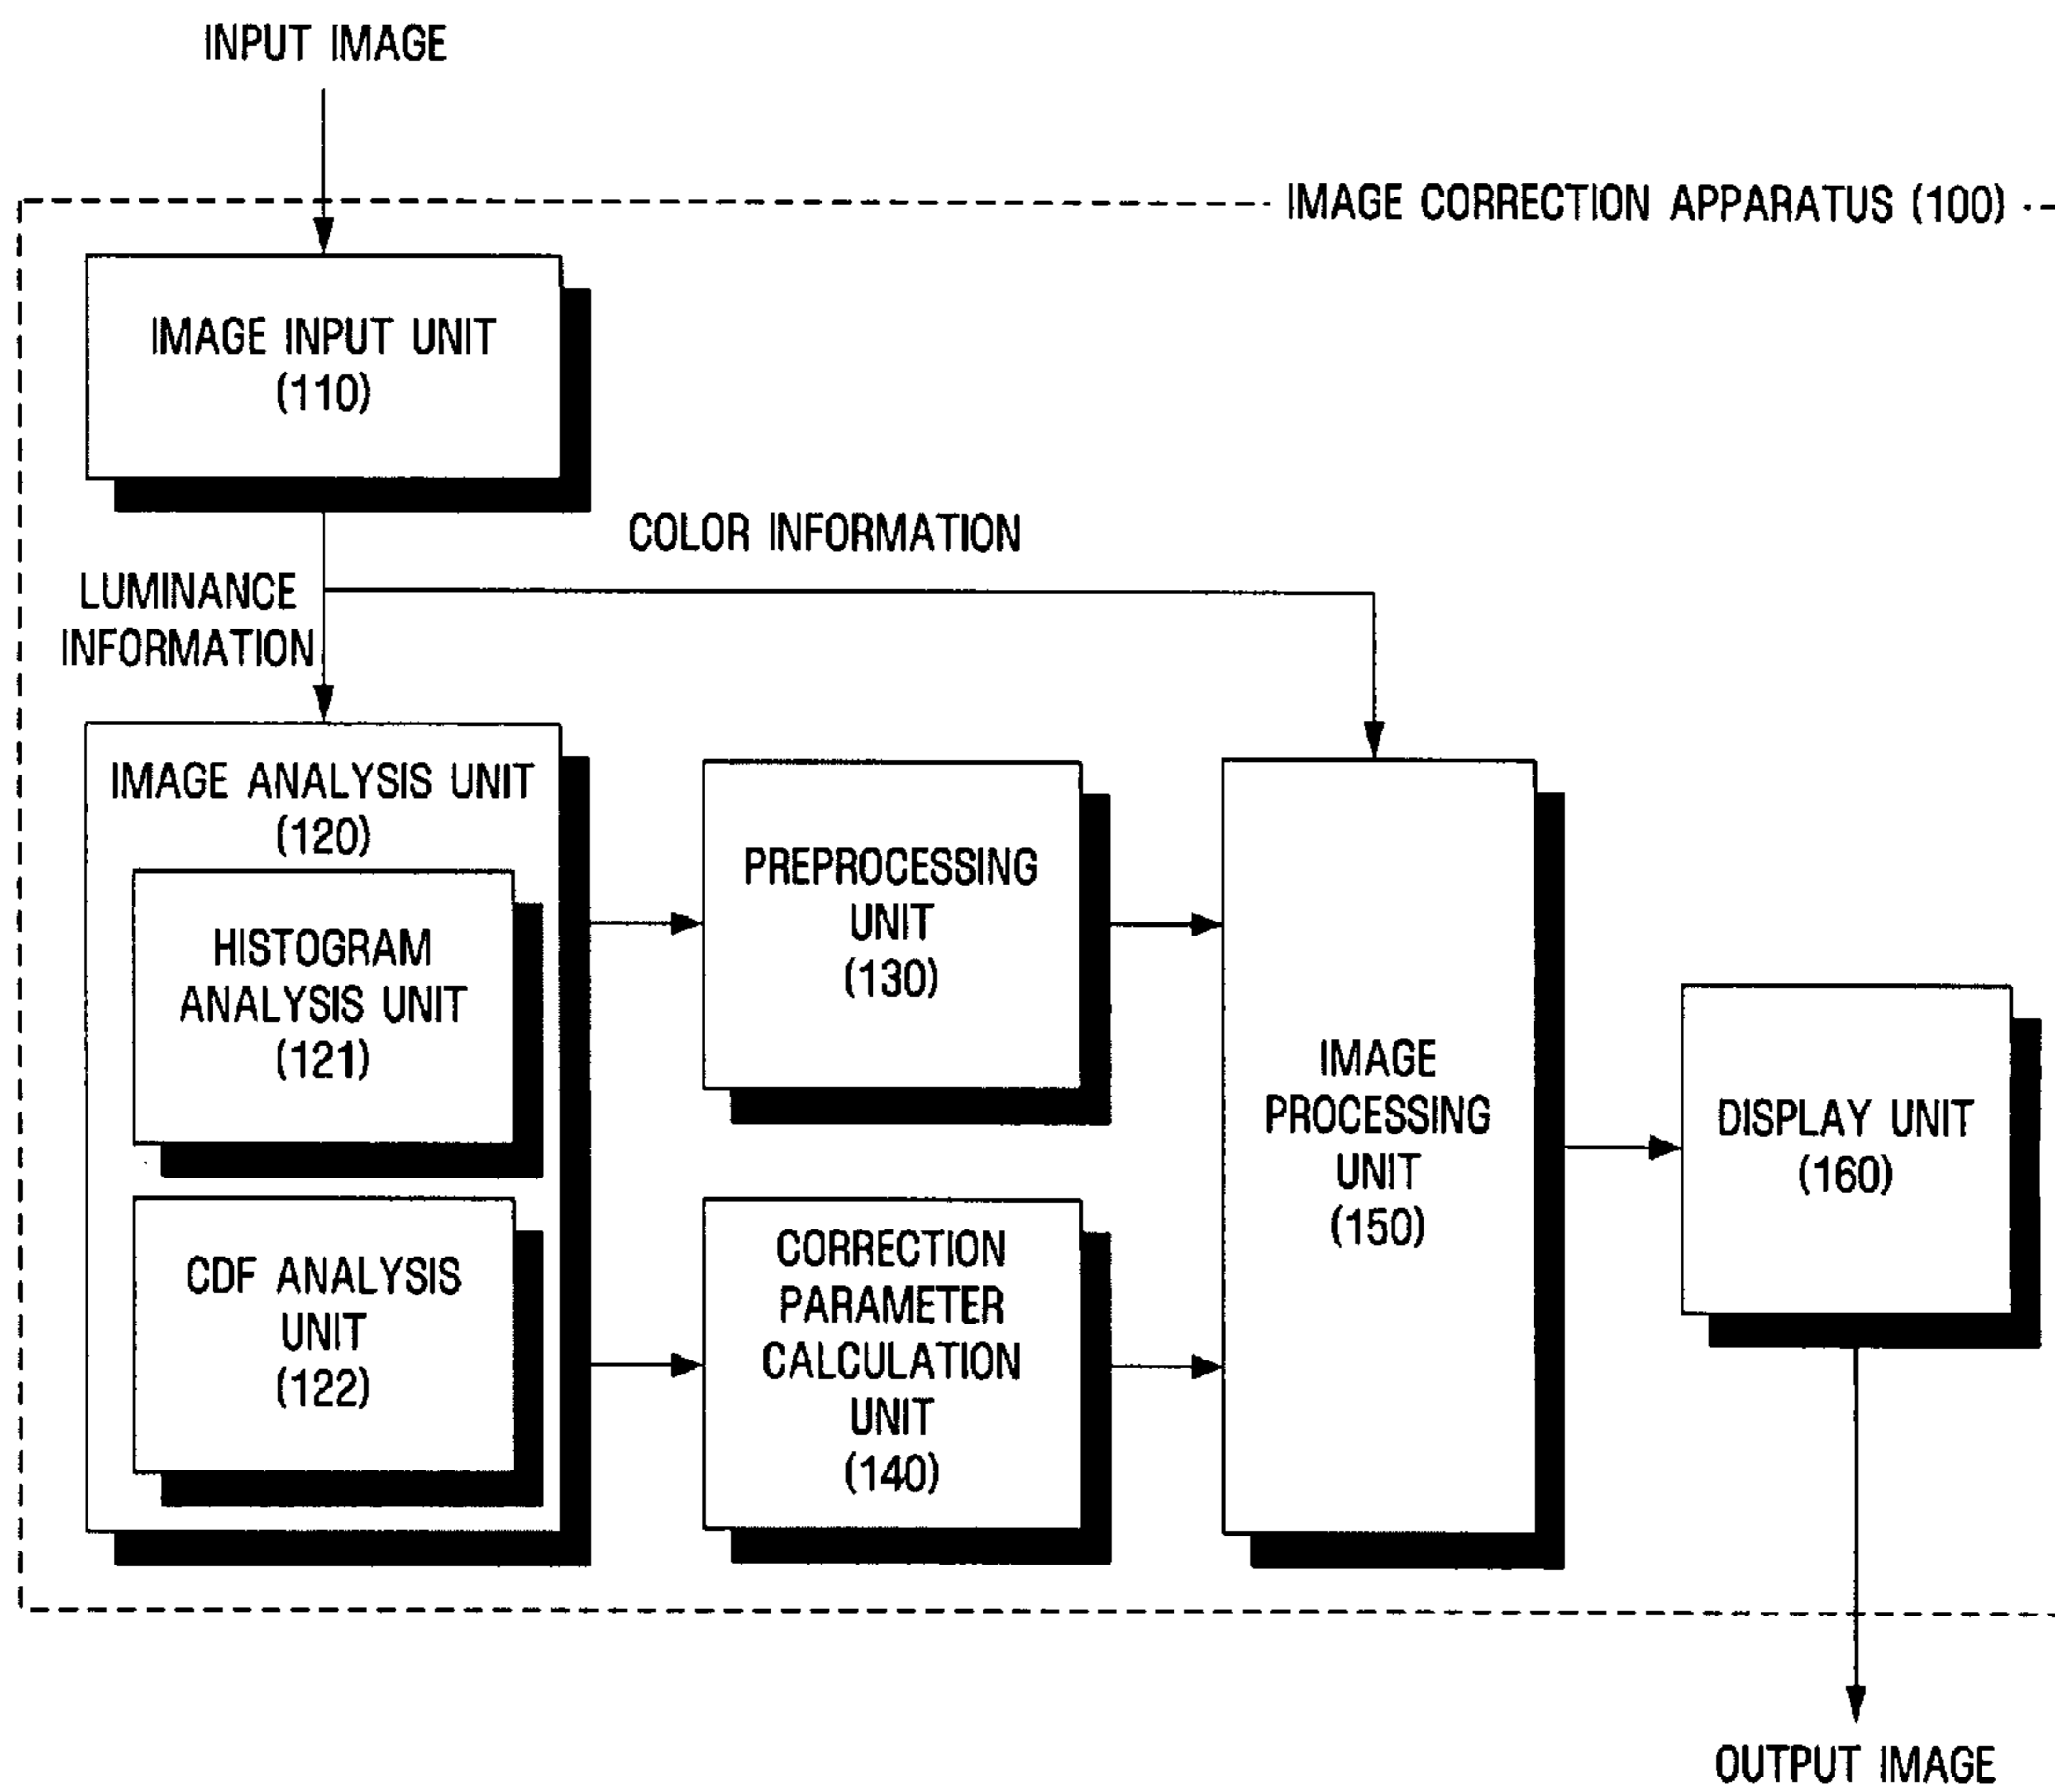 INPUT IMAGE
IMAGE CORRECTION APPARATUS (100)
IMAGE INPUT UNIT
(110)
COLOR INFORMATION
LUMINANCE
INFORMATION
IMAGE ANALYSIS UNIT
(120)
HISTOGRAM
ANALYSIS UNIT
(121)
CDF ANALYSIS
UNIT
(122)
PREPROCESSING
UNIT
(130)
CORRECTION
PARAMETER
CALCULATION
UNIT
(140)
IMAGE
PROCESSING
UNIT
(150)
DISPLAY UNIT
(160)
OUTPUT IMAGE